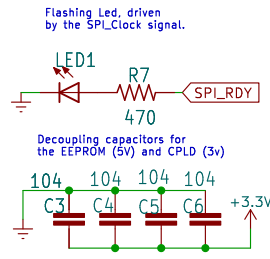 Flashing Led, driven
by the SPI_Clock signal.
LED1
R7
SPI_RDY
470
Decoupling capacitors for
the EEPROM (5V) and CPLD (3v)
104 104 104 104
C3 C4 C5 C6
+3.3V